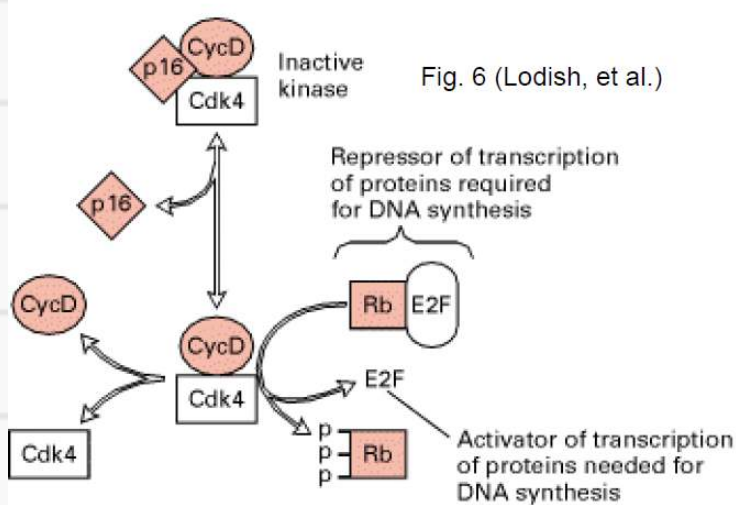 CycD
p16
Cdk4
Inactive
kinase
Fig. 6 (Lodish, et al.)
Repressor of transcription
of proteins required
for DNA synthesis
p16
CycD
Rb E2F
CycD
Cdk4
E2F
Cdk4
p
p
p
Rb
Activator of transcription
of proteins needed for
DNA synthesis